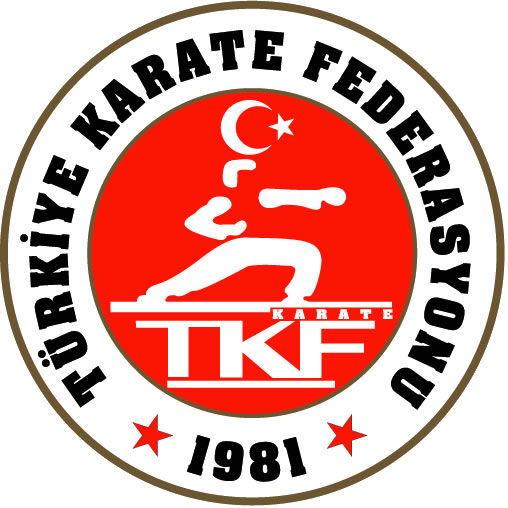 TÜRKİYE KARATE FEDERASYONU
KARATE
TKF
1981